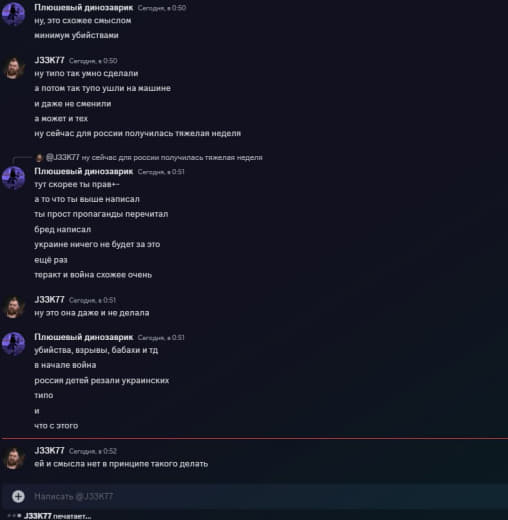 Плюшевый динозаврик Сегодня, в 0:50
ну, это схожее смыслом
минимум убийствами
J33K77 Сегодня, в 0:50
ну типо так умно сделали
а потом так тупо ушли на машине
и даже не сменили
а может и тех
ну сейчас для россии получилась тяжелая неделя
@J33K77 ну сейчас для россии получилась тяжелая неделя
Плюшевый динозаврик Сегодня, в 0:51
тут скорее ты прав+-
а то что ты выше написал
ты прост пропаганды перечитал
бред написал
украине ничего не будет за это
ещё раз
теракт и война схожее очень
J33K77 Сегодня, в 0:51
ну это она даже и не делала
Плюшевый динозаврик Сегодня, в 0:51
убийства, взрывы, бабахи и тд
в начале война
россия детей резали украинских
типо
и
что с этого
J33K77 Сегодня, в 0:52
ей и смысла нет в принципе такого делать
Написать @J33K77
J33K77 печатает...